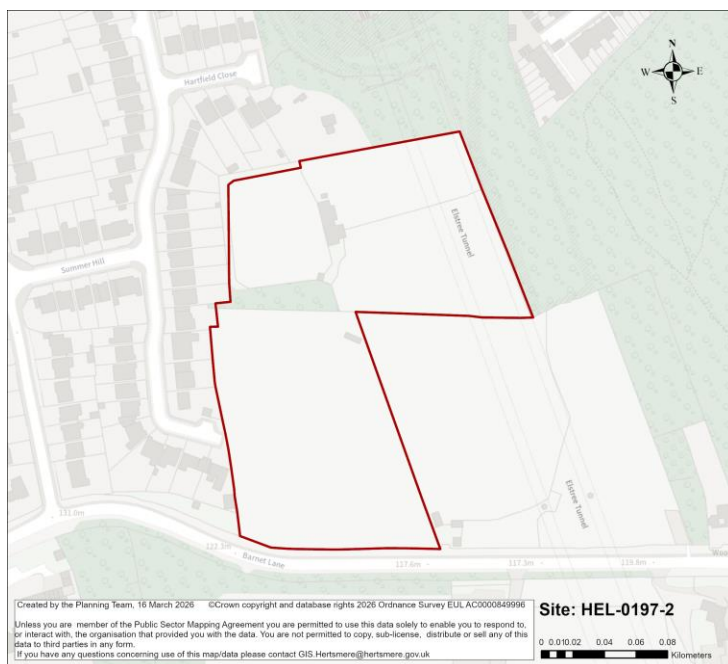 Hartfield Close
N
W E
S
Elstree Tunnel
Summer Hill
Elstree Tunnel
131.0m
122.3m
Barnet Lane
117.6m
117.3m
119.8m
Created by the Planning Team, 16 March 2026 ©Crown copyright and database rights 2026 Ordnance Survey EUL AC0000849996
Unless you are member of the Public Sector Mapping Agreement you are permitted to use this data solely to enable you to respond to,
or interact with, the organisation that provided you with the data. You are not permitted to copy, sub-license, distribute or sell any of this
data to third parties in any form.
If you have any questions concerning use of this map/data please contact GIS.Hertsmere@hertsmere.gov.uk
Site: HEL-0197-2
0 0.010.02 0.04 0.06 0.08
Kilometers